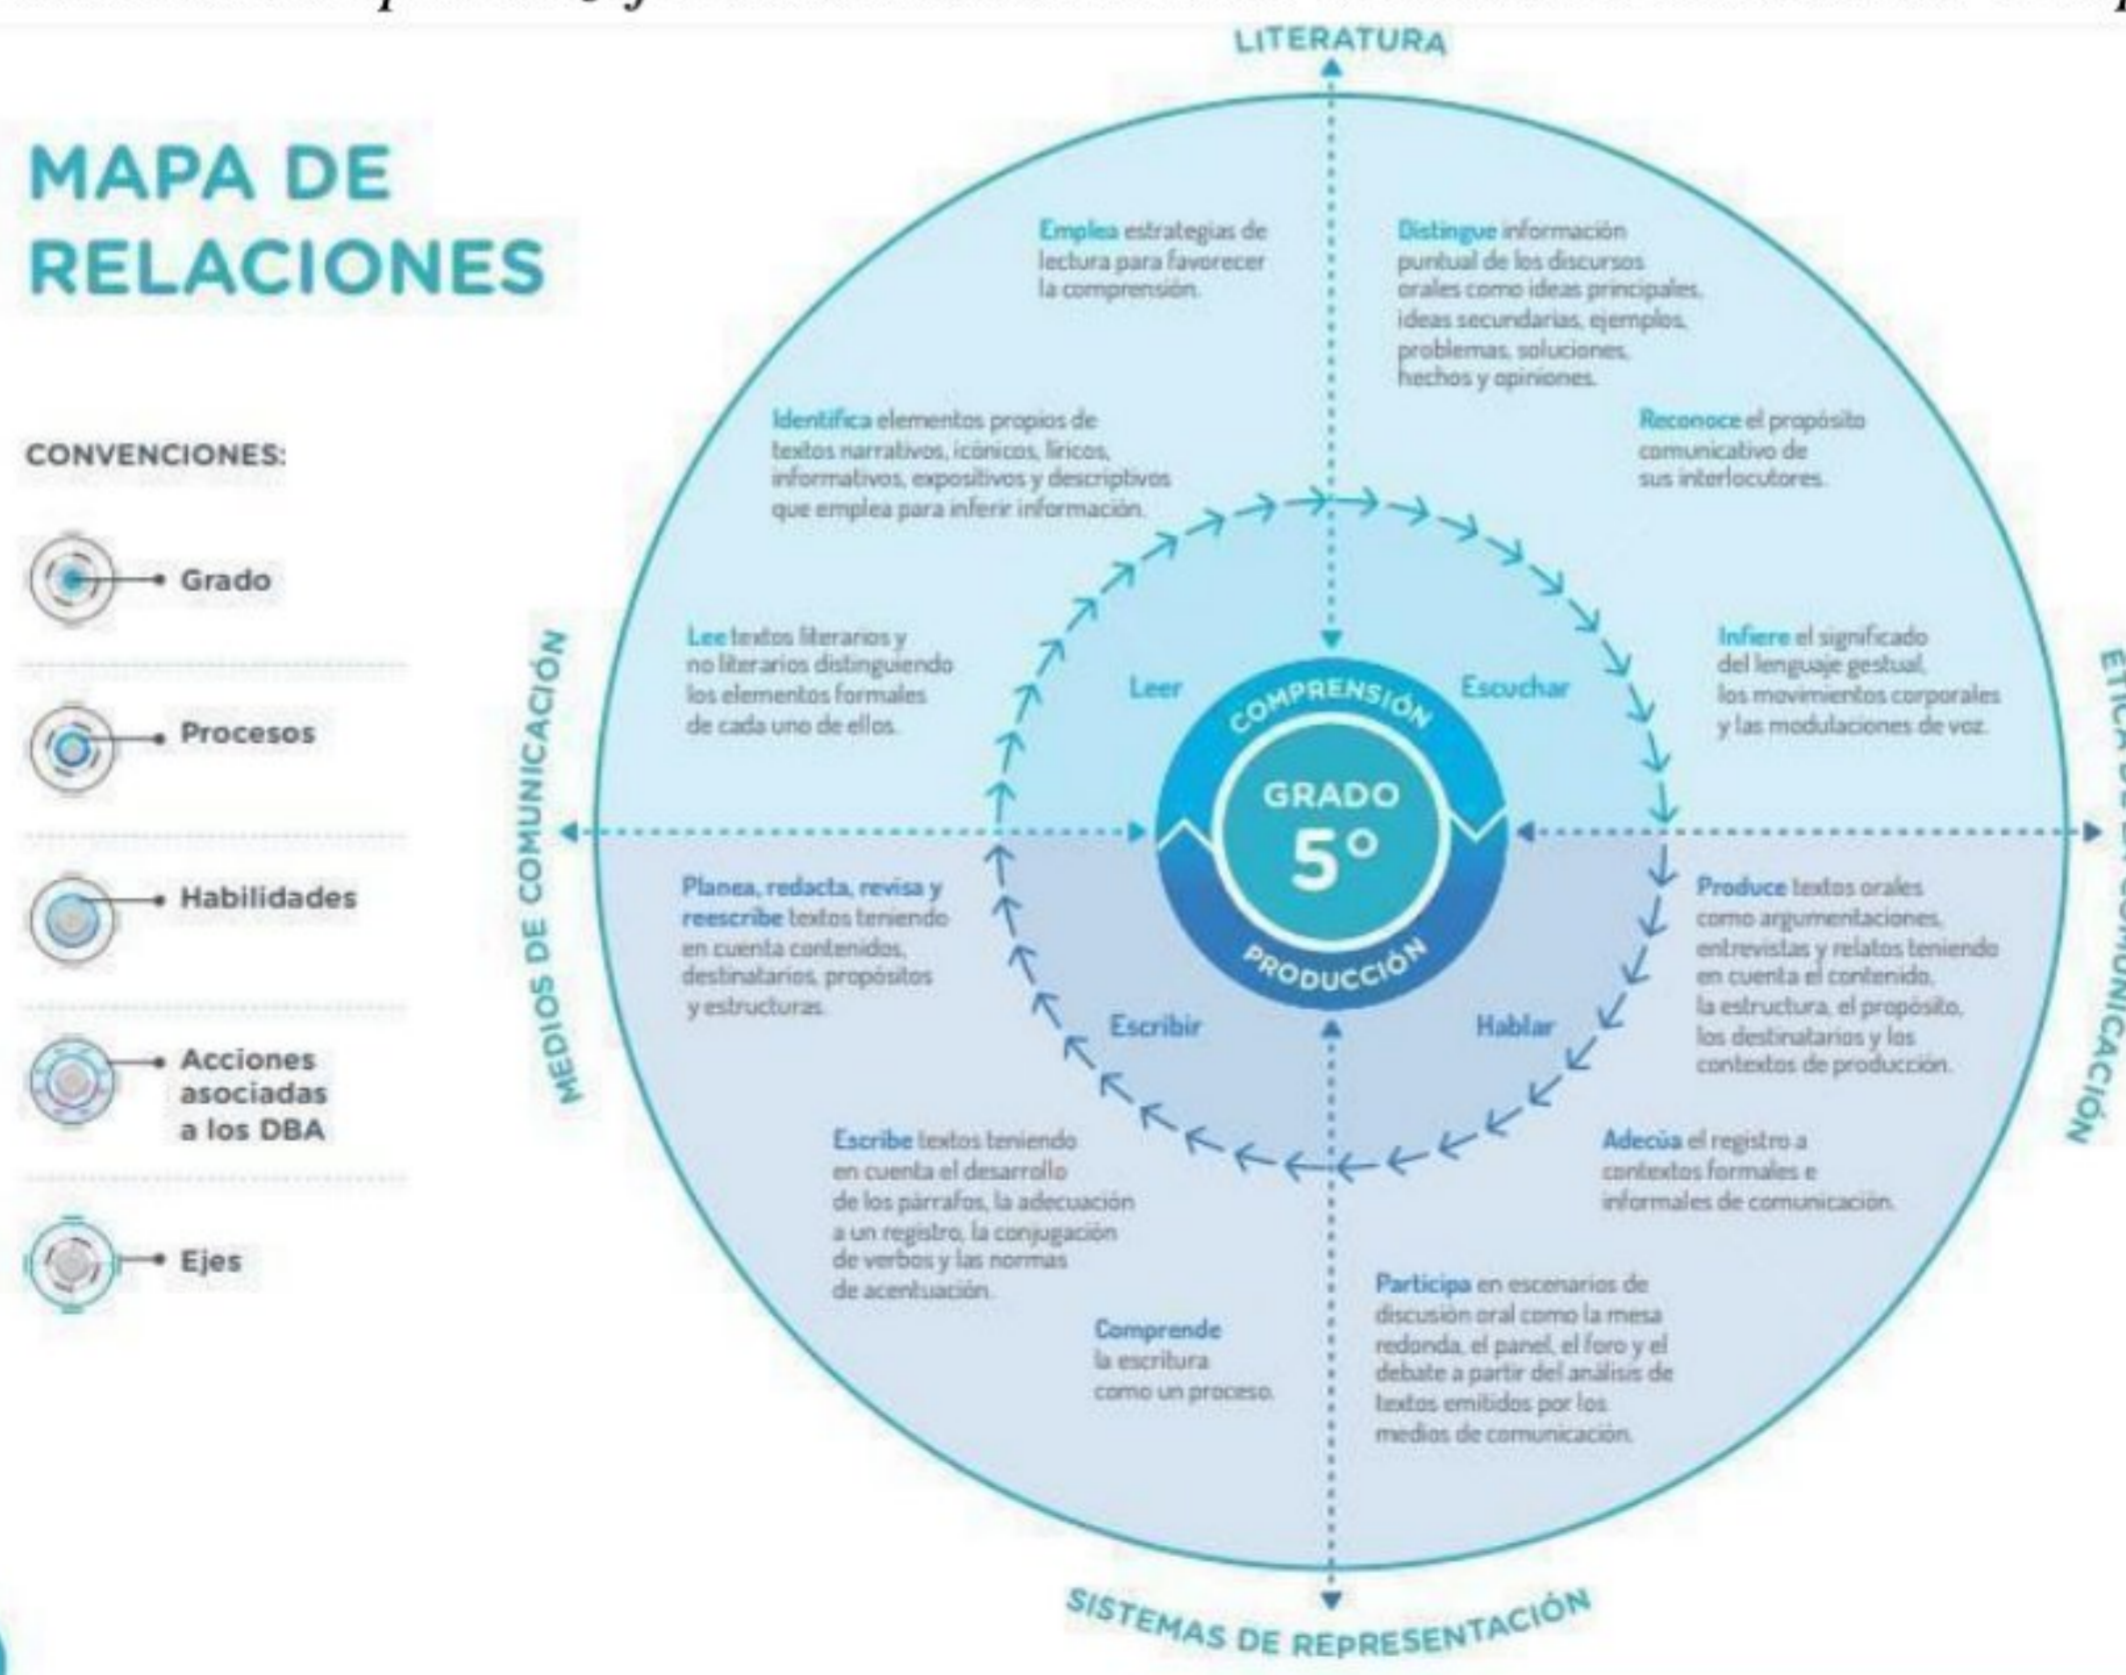 LITERATURA
MAPA DE
RELACIONES
CONVENCIONES:
Grado
Procesos
Habilidades
Acciones
asociadas
a los DBA
Ejes
MEDIOS DE COMUNICACIÓN
Emplea estrategias de
lectura para favorecer
la comprensión.
Identifica elementos propios de
textos narrativos, icónicos, líricos,
informativos, expositivos y descriptivos
que emplea para inferir información.
Lee textos literarios y
no literarios distinguiendo
los elementos formales
de cada uno de ellos.
Distingue información
puntual de los discursos
orales como ideas principales,
ideas secundarias, ejemplos,
problemas, soluciones,
hechos y opiniones.
Reconoce el propósito
comunicativo de
sus interlocutores.
Infiere el significado
del lenguaje gestual,
los movimientos corporales
y las modulaciones de voz.
Leer
Escuchar
COMPRENSIÓN
GRADO
5°
PRODUCCIÓN
Escribir
Hablar
Planea, redacta, revisa y
reescribe textos teniendo
en cuenta contenidos,
destinatarios, propósitos
y estructuras.
Escribe textos teniendo
en cuenta el desarrollo
de los párrafos, la adecuación
a un registro, la conjugación
de verbos y las normas
de acentuación.
Comprende
la escritura
como un proceso.
Produce textos orales
como argumentaciones,
entrevistas y relatos teniendo
en cuenta el contenido,
la estructura, el propósito,
los destinatarios y los
contextos de producción.
Adecúa el registro a
contextos formales e
informales de comunicación.
Participa en escenarios de
discusión oral como la mesa
redonda, el panel, el foro y el
debate a partir del análisis de
textos emitidos por los
medios de comunicación.
SISTEMAS DE REPRESENTACIÓN